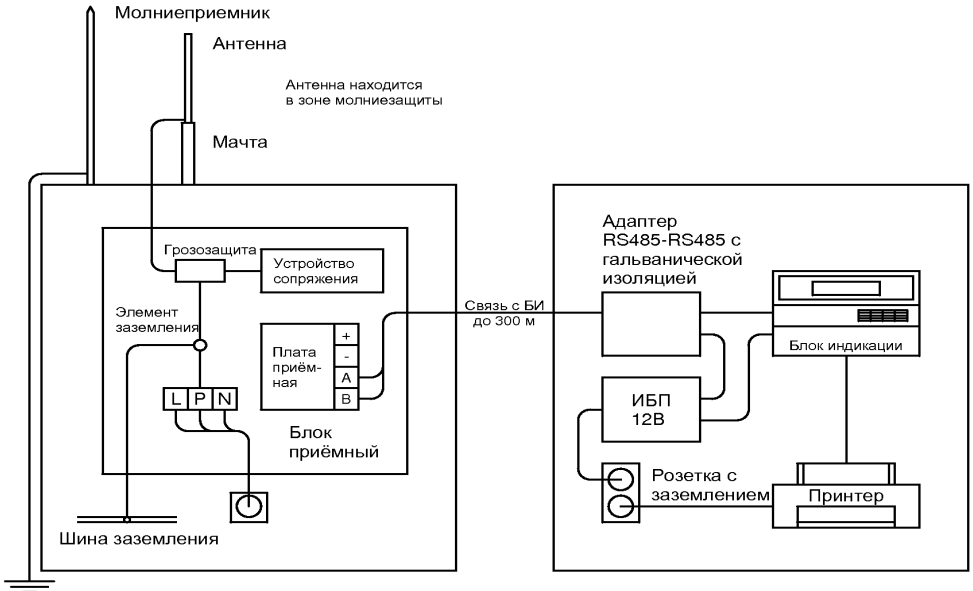 Молниеприемник
Антенна
Антенна находится
в зоне молниезащиты
Мачта
Грозозащита
Устройство
сопряжения
Элемент
заземления
Плата
приём-
ная
+
-
A
B
L P N
Блок
приёмный
Шина заземления
Связь с БИ
до 300 м
Адаптер
RS485-RS485 с
гальванической
изоляцией
Блок индикации
ИБП
12В
Розетка с
заземлением
Принтер